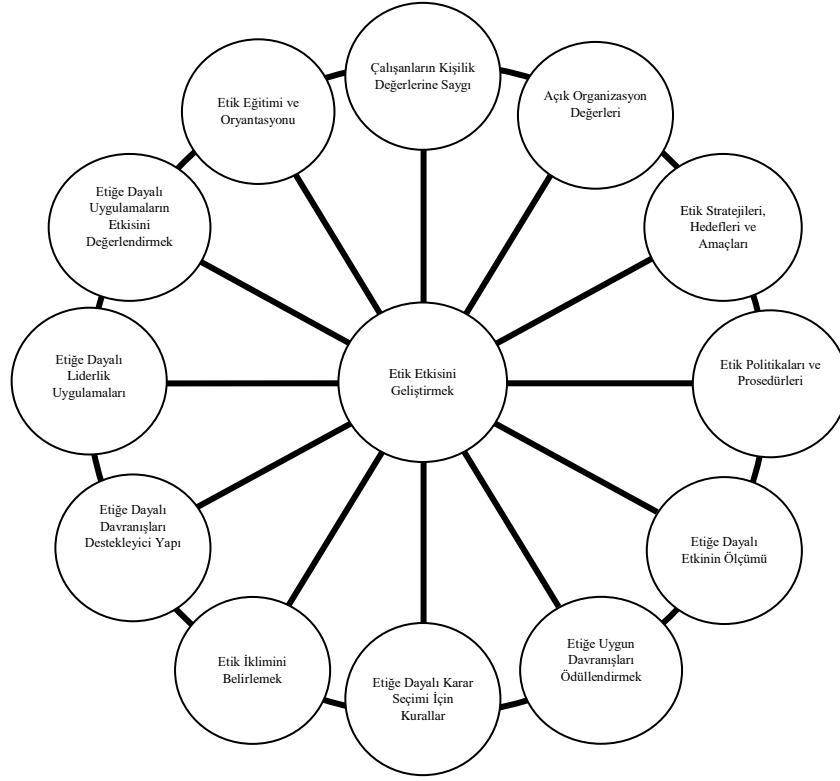 Çalışanların Kişilik
Değerlerine Saygı
Açık Organizasyon
Değerleri
Etik Stratejileri,
Hedefleri ve
Amaçları
Etik Politikaları ve
Prosedürleri
Etiğe Dayalı
Etkinin Ölçümü
Etiğe Uygun
Davranışları
Ödüllendirmek
Etiğe Dayalı Karar
Seçimi İçin
Kurallar
Etik İklimini
Belirlemek
Etiğe Dayalı
Davranışları
Destekleyici Yapı
Etiğe Dayalı
Liderlik
Uygulamaları
Etiğe Dayalı
Uygulamaların
Etkisini
Değerlendirmek
Etik Eğitimi ve
Oryantasyonu
Etik Etkisini
Geliştirmek